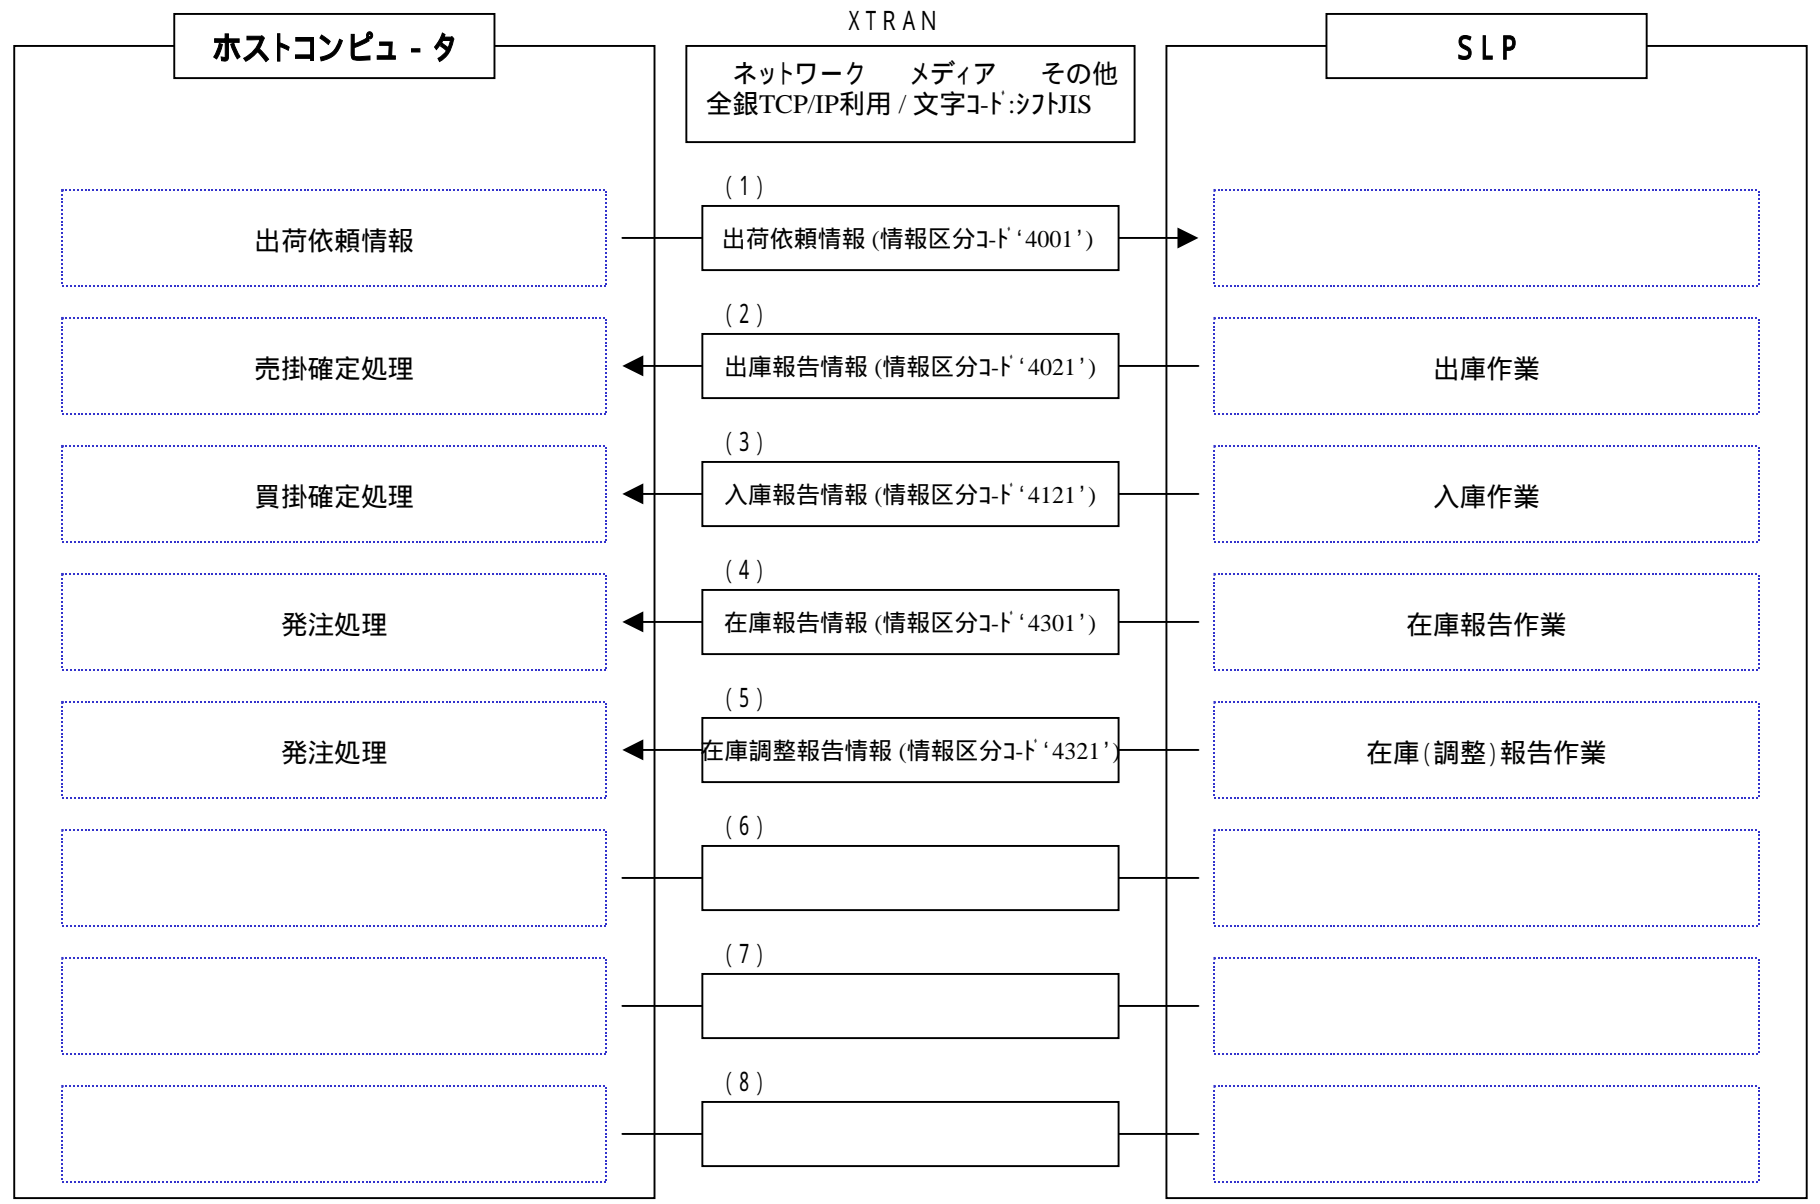 XTRAN
ホストコンピュ-タ
SLP
ネットワーク メディア その他
全銀TCP/IP利用 / 文字ｺｰﾄﾞ:ｼﾌﾄJIS
(1)
出荷依頼情報
出荷依頼情報 (情報区分ｺｰﾄﾞ‘4001’)
(2)
売掛確定処理
出庫報告情報 (情報区分ｺｰﾄﾞ‘4021’)
出庫作業
(3)
買掛確定処理
入庫報告情報 (情報区分ｺｰﾄﾞ‘4121’)
入庫作業
(4)
発注処理
在庫報告情報 (情報区分ｺｰﾄﾞ‘4301’)
在庫報告作業
(5)
発注処理
在庫調整報告情報 (情報区分ｺｰﾄﾞ‘4321’)
在庫(調整)報告作業
(6)
(7)
(8)